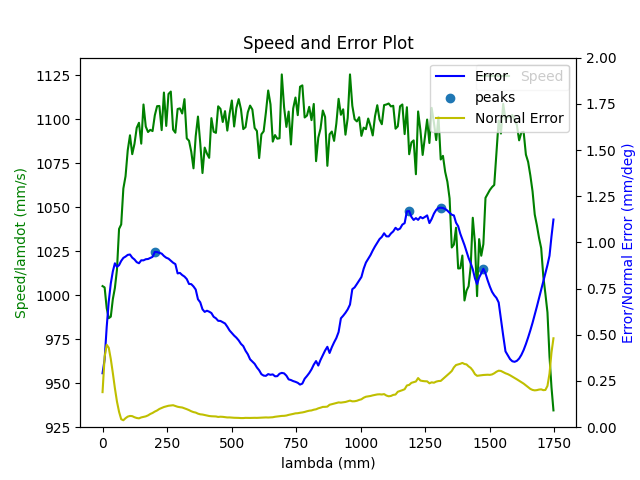 Speed and Error Plot
Error
Speed
peaks
Normal Error
1125
1100
1075
1050
1025
1000
975
950
925
Speed/lamdot (mm/s)
2.00
1.75
1.50
1.25
1.00
0.75
0.50
0.25
0.00
Error/Normal Error (mm/deg)
0 250 500 750 1000 1250 1500 1750
lambda (mm)